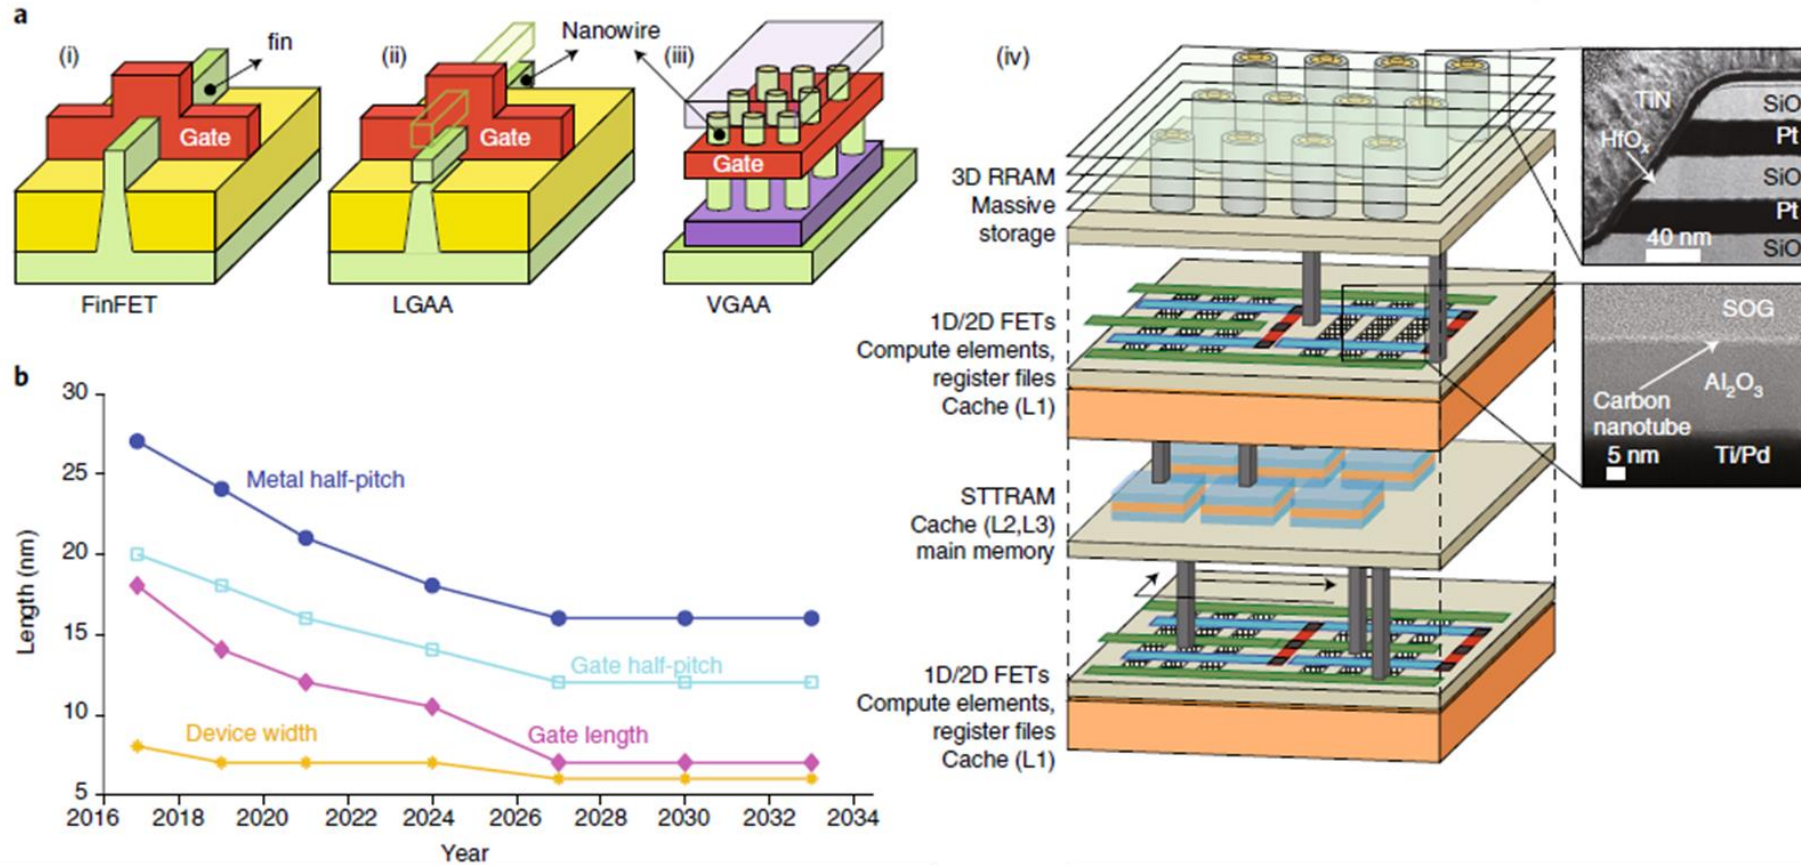 a
(i)
fin
Gate
FinFET
(ii)
Nanowire
Gate
LGAA
(iii)
Gate
VGAA
(iv)
3D RRAM
Massive
storage
1D/2D FETs
Compute elements,
register files
Cache (L1)
STTRAM
Cache (L2,L3)
main memory
1D/2D FETs
Compute elements,
register files
Cache (L1)
TiN
HfOₓ
SiO
Pt
SiO
Pt
SiO
40 nm
SOG
Al₂O₃
Carbon
nanotube
5 nm
Ti/Pd
b
Length (nm)
30
25
20
15
10
5
Metal half-pitch
Gate half-pitch
Device width
Gate length
2016 2018 2020 2022 2024 2026 2028 2030 2032 2034
Year